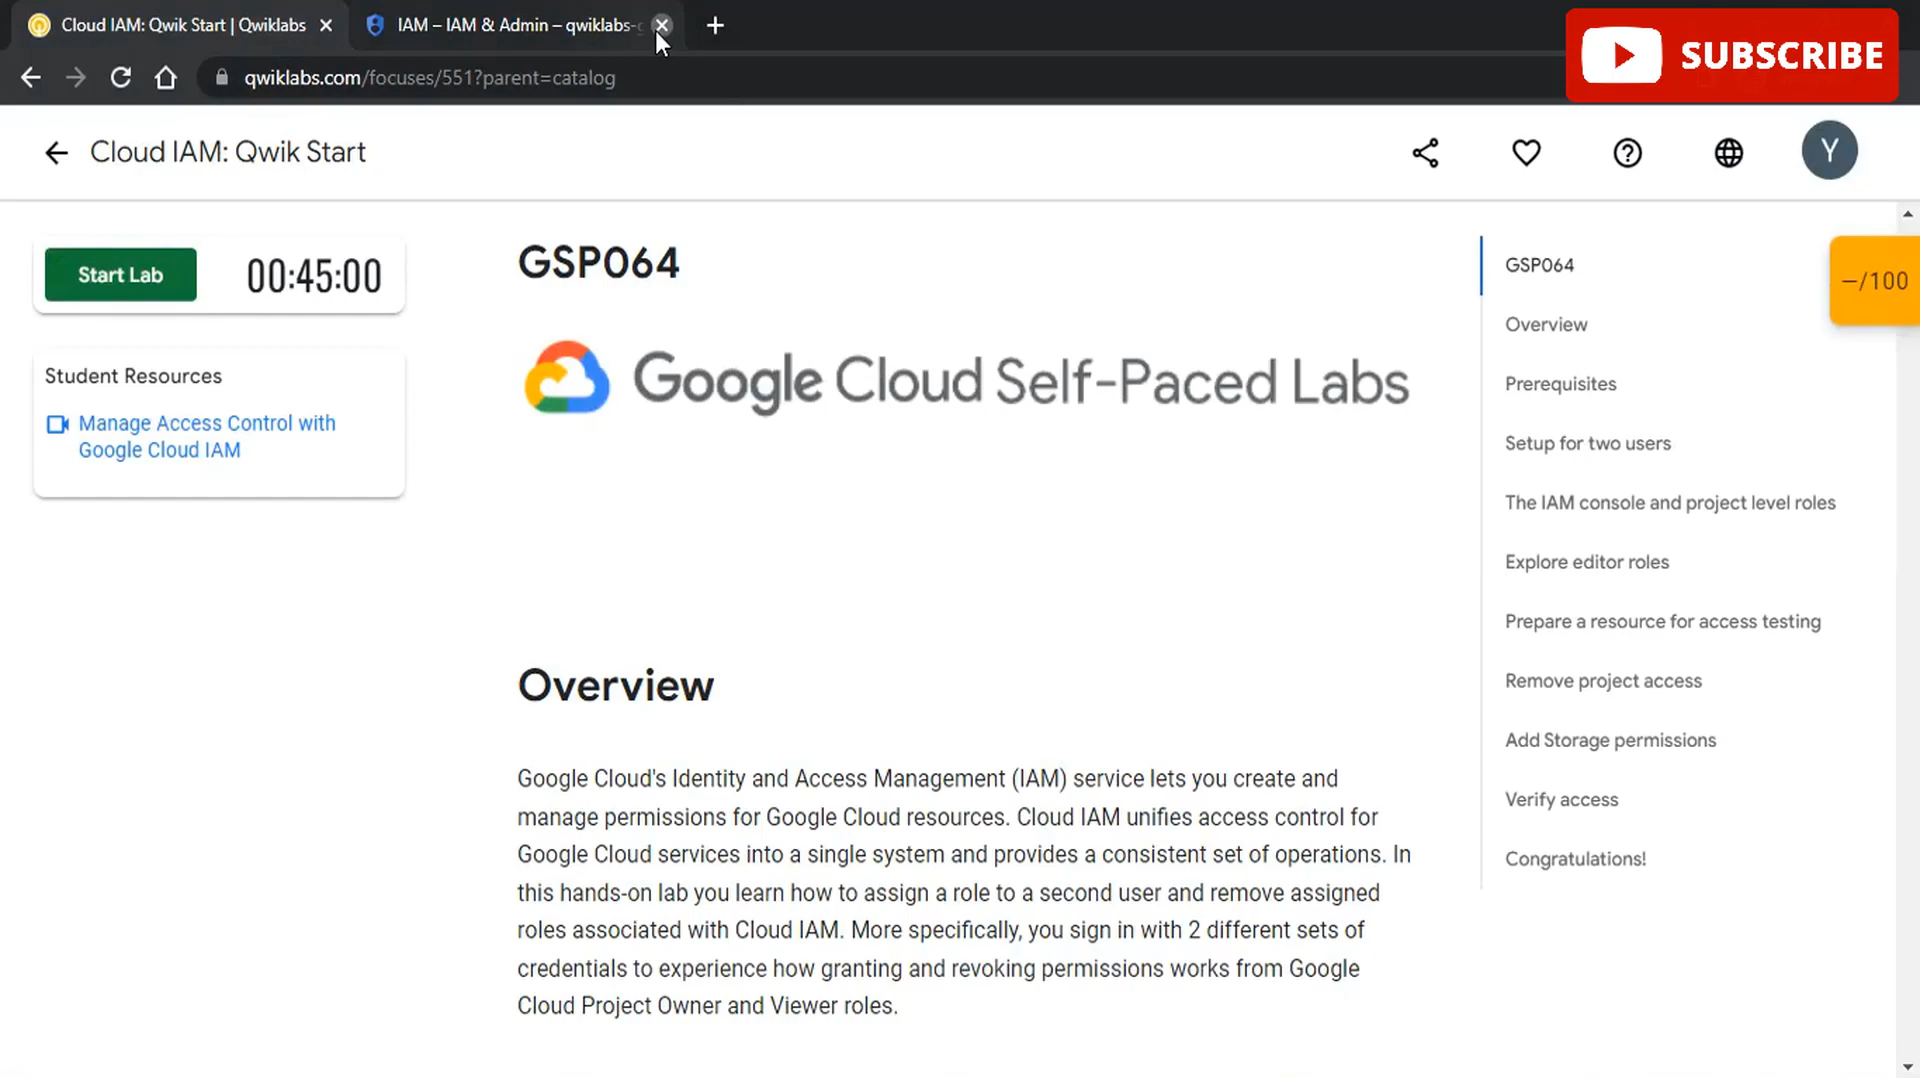 Cloud IAM: Qwik Start | Qwiklabs
IAM – IAM & Admin – qwiklabs-
qwiklabs.com/focuses/551?parent=catalog
SUBSCRIBE
Cloud IAM: Qwik Start
Y
Start Lab
00:45:00
Student Resources
Manage Access Control with
Google Cloud IAM
GSP064
Google Cloud Self-Paced Labs
Overview
Google Cloud's Identity and Access Management (IAM) service lets you create and
manage permissions for Google Cloud resources. Cloud IAM unifies access control for
Google Cloud services into a single system and provides a consistent set of operations. In
this hands-on lab you learn how to assign a role to a second user and remove assigned
roles associated with Cloud IAM. More specifically, you sign in with 2 different sets of
credentials to experience how granting and revoking permissions works from Google
Cloud Project Owner and Viewer roles.
GSP064
Overview
Prerequisites
Setup for two users
The IAM console and project level roles
Explore editor roles
Prepare a resource for access testing
Remove project access
Add Storage permissions
Verify access
Congratulations!
–/100